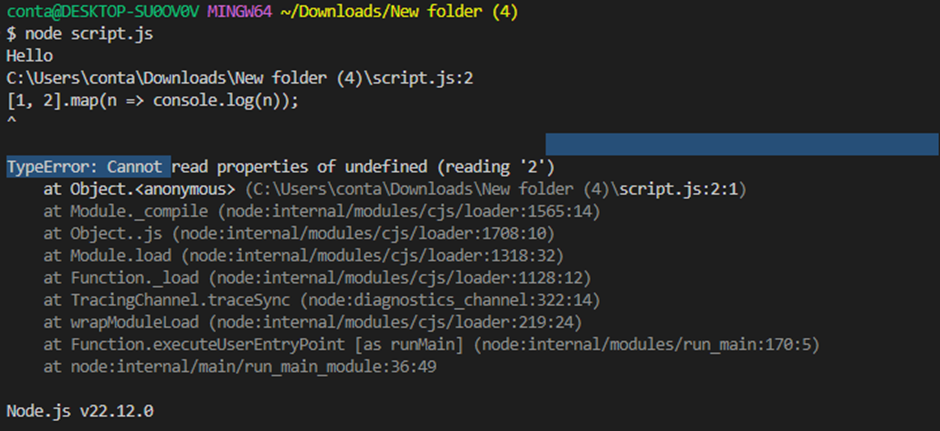 conta@DESKTOP-SU0OV0V MINGW64 ~/Downloads/New folder (4)
$ node script.js
Hello
C:\Users\conta\Downloads\New folder (4)\script.js:2
[1, 2].map(n => console.log(n));
^
TypeError: Cannot read properties of undefined (reading '2')
    at Object.<anonymous> (C:\Users\conta\Downloads\New folder (4)\script.js:2:1)
    at Module._compile (node:internal/modules/cjs/loader:1565:14)
    at Object..js (node:internal/modules/cjs/loader:1708:10)
    at Module.load (node:internal/modules/cjs/loader:1318:32)
    at Function._load (node:internal/modules/cjs/loader:1128:12)
    at TracingChannel.traceSync (node:diagnostics_channel:322:14)
    at wrapModuleLoad (node:internal/modules/cjs/loader:219:24)
    at Function.executeUserEntryPoint [as runMain] (node:internal/modules/run_main:170:5)
    at node:internal/main/run_main_module:36:49
Node.js v22.12.0